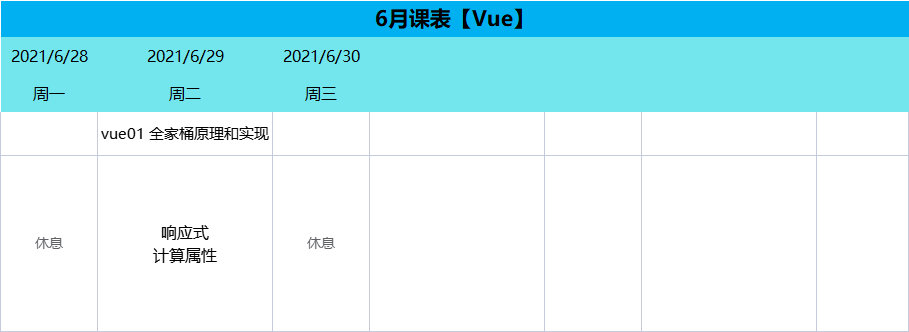 6月课表【Vue】
2021/6/28 2021/6/29 2021/6/30
周一 周二 周三
vue01 全家桶原理和实现
休息 响应式 休息
计算属性